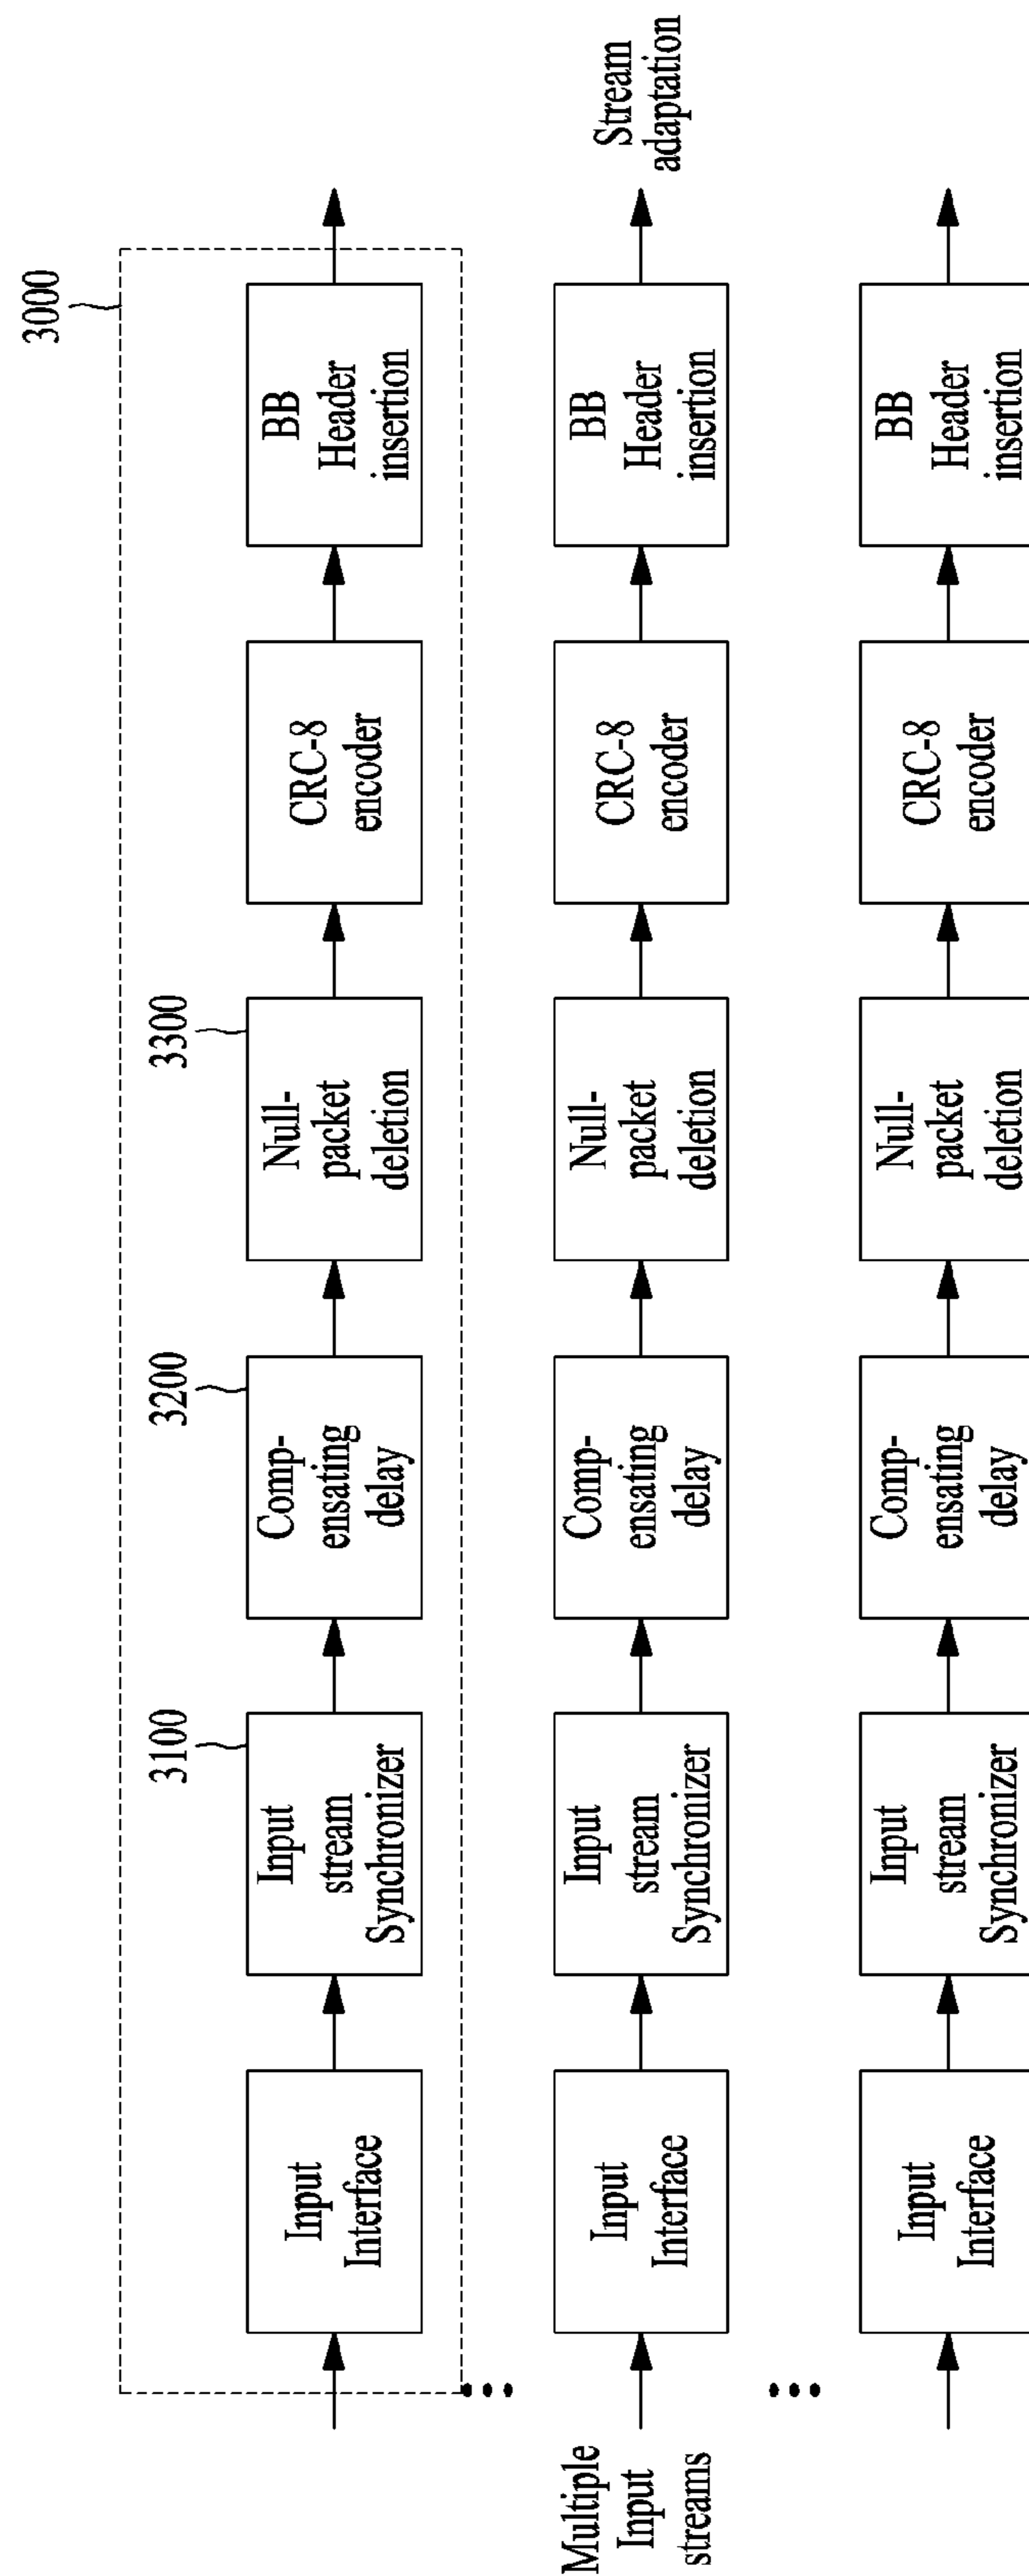 3000
3100
3200
3300
Input
Interface
Input
stream
Synchronizer
Comp-
ensating
delay
Null-
packet
deletion
CRC-8
encoder
BB
Header
insertion
Multiple
Input
streams
Input
Interface
Input
stream
Synchronizer
Comp-
ensating
delay
Null-
packet
deletion
CRC-8
encoder
BB
Header
insertion
Stream
adaptation
Input
Interface
Input
stream
Synchronizer
Comp-
ensating
delay
Null-
packet
deletion
CRC-8
encoder
BB
Header
insertion